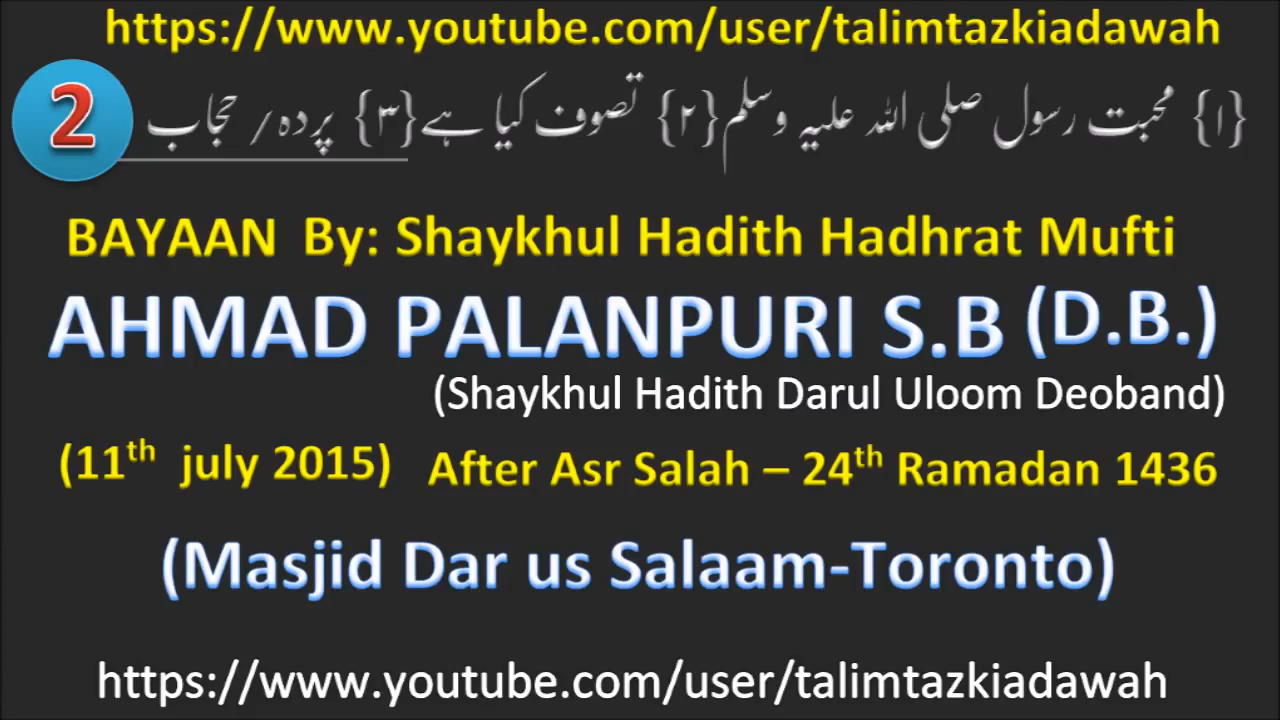 https://www.youtube.com/user/talimtazkiadawah
2
{۱} محبت رسول صلی اللہ علیہ وسلم {۲} تصوف کیا ہے {۳} پردہ/حجاب
BAYAAN By: Shaykhul Hadith Hadhrat Mufti
AHMAD PALANPURI S.B (D.B.)
(Shaykhul Hadith Darul Uloom Deoband)
(11th july 2015) After Asr Salah – 24th Ramadan 1436
(Masjid Dar us Salaam-Toronto)
https://www.youtube.com/user/talimtazkiadawah